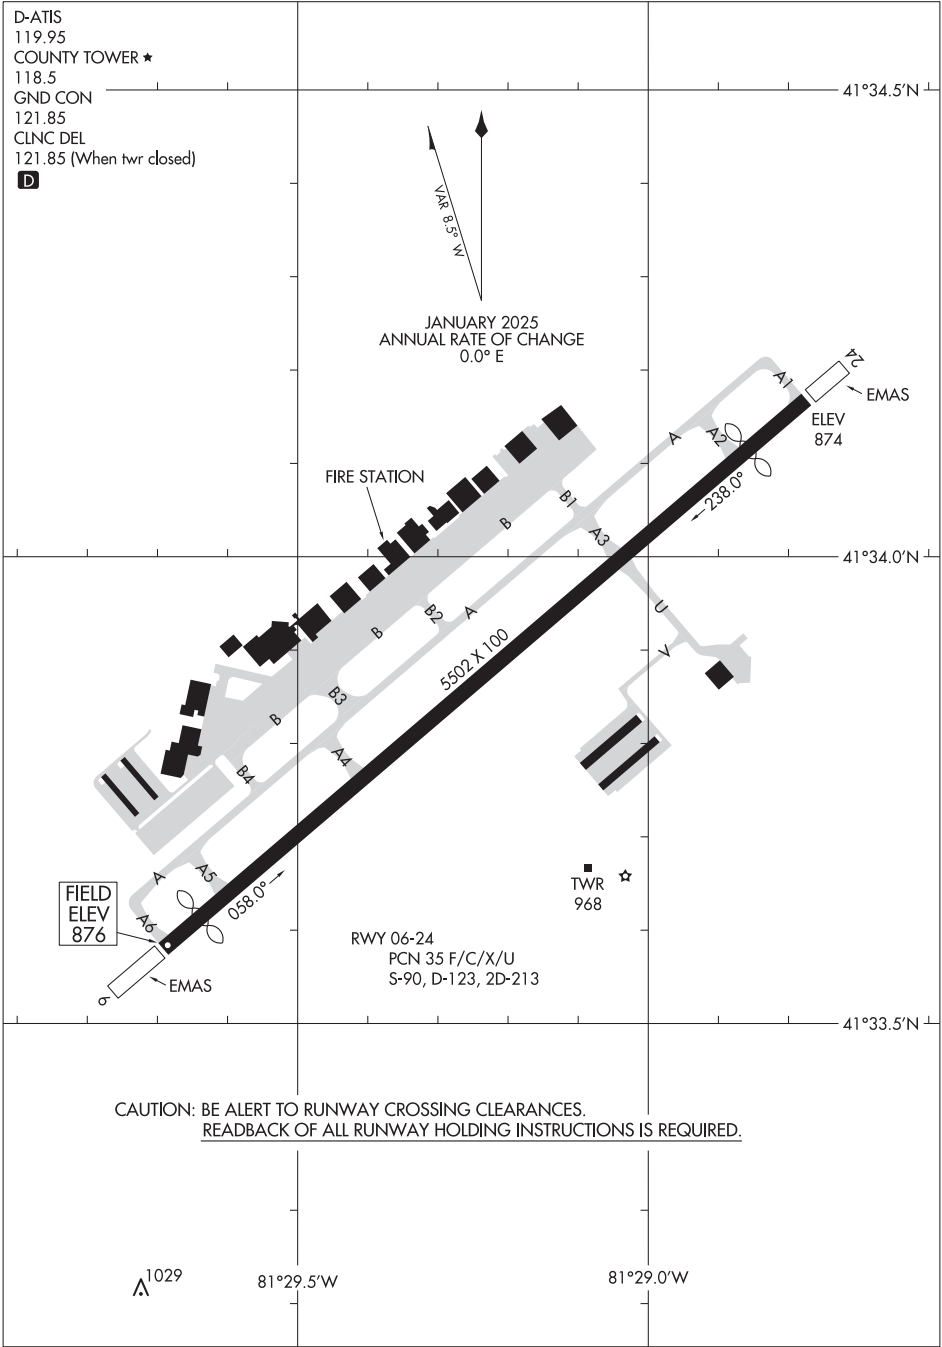 D-ATIS
119.95
COUNTY TOWER ★
118.5
GND CON
121.85
CLNC DEL
121.85 (When twr closed)
D
41°34.5'N
VAR 8.5° W
JANUARY 2025
ANNUAL RATE OF CHANGE
0.0° E
24
EMAS
A1
ELEV
874
A
A2
238.0°
FIRE STATION
B1
B
A3
41°34.0'N
B2
A
U
B
V
5502 X 100
B3
B
A4
B4
A
A5
TWR
968
058.0°
FIELD
ELEV
876
A6
RWY 06-24
PCN 35 F/C/X/U
S-90, D-123, 2D-213
EMAS
6
41°33.5'N
CAUTION: BE ALERT TO RUNWAY CROSSING CLEARANCES.
READBACK OF ALL RUNWAY HOLDING INSTRUCTIONS IS REQUIRED.
1029
81°29.5'W
81°29.0'W